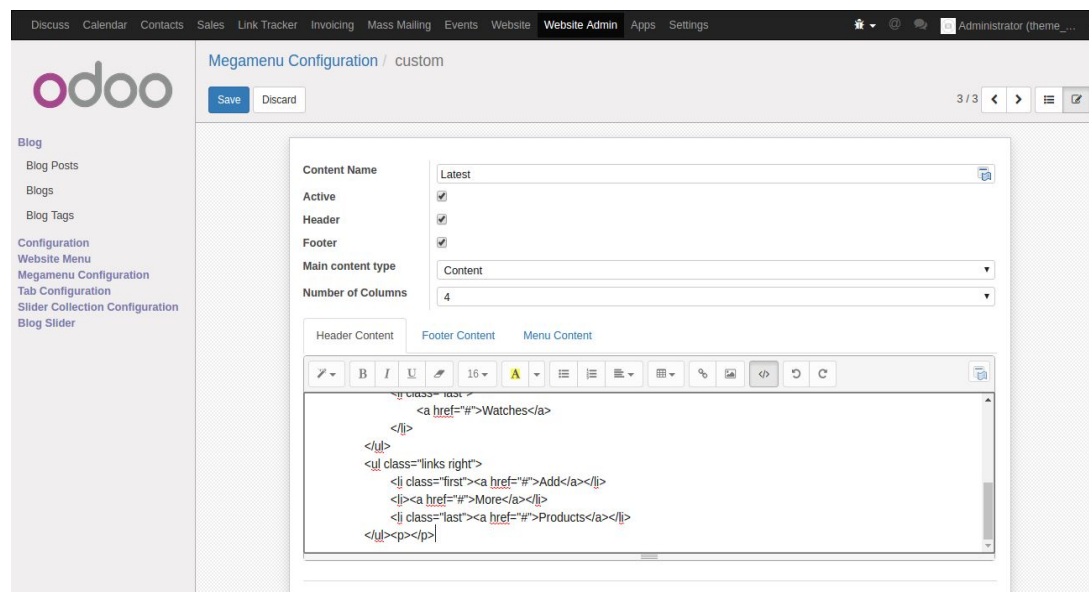 Discuss Calendar Contacts Sales Link Tracker Invoicing Mass Mailing Events Website Website Admin Apps Settings @ Administrator (theme_...
odoo
Megamenu Configuration / custom
Save Discard 3 / 3
Blog
Blog Posts
Blogs
Blog Tags
Configuration
Website Menu
Megamenu Configuration
Tab Configuration
Slider Collection Configuration
Blog Slider
Content Name Latest
Active
Header
Footer
Main content type Content
Number of Columns 4
Header Content Footer Content Menu Content
B I U 16 A </>
<li class="last">
<a href="#">Watches</a>
</li>
</ul>
<ul class="links right">
<li class="first"><a href="#">Add</a></li>
<li><a href="#">More</a></li>
<li class="last"><a href="#">Products</a></li>
</ul><p></p>